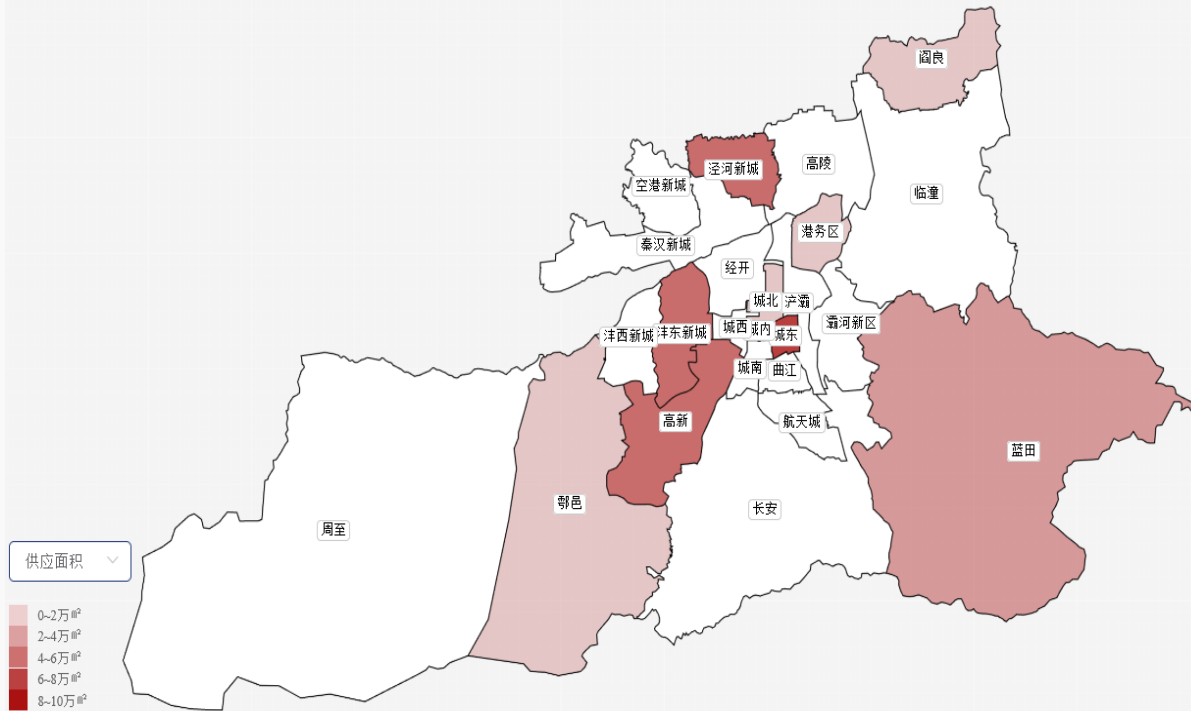 阎良
泾河新城
高陵
空港新城
临潼
港务区
秦汉新城
经开
城北
浐灞
灞河新区
沣西新城
沣东新城
城西
城内
城东
城南
曲江
高新
航天城
蓝田
鄠邑
长安
周至
供应面积
0~2万㎡
2~4万㎡
4~6万㎡
6~8万㎡
8~10万㎡